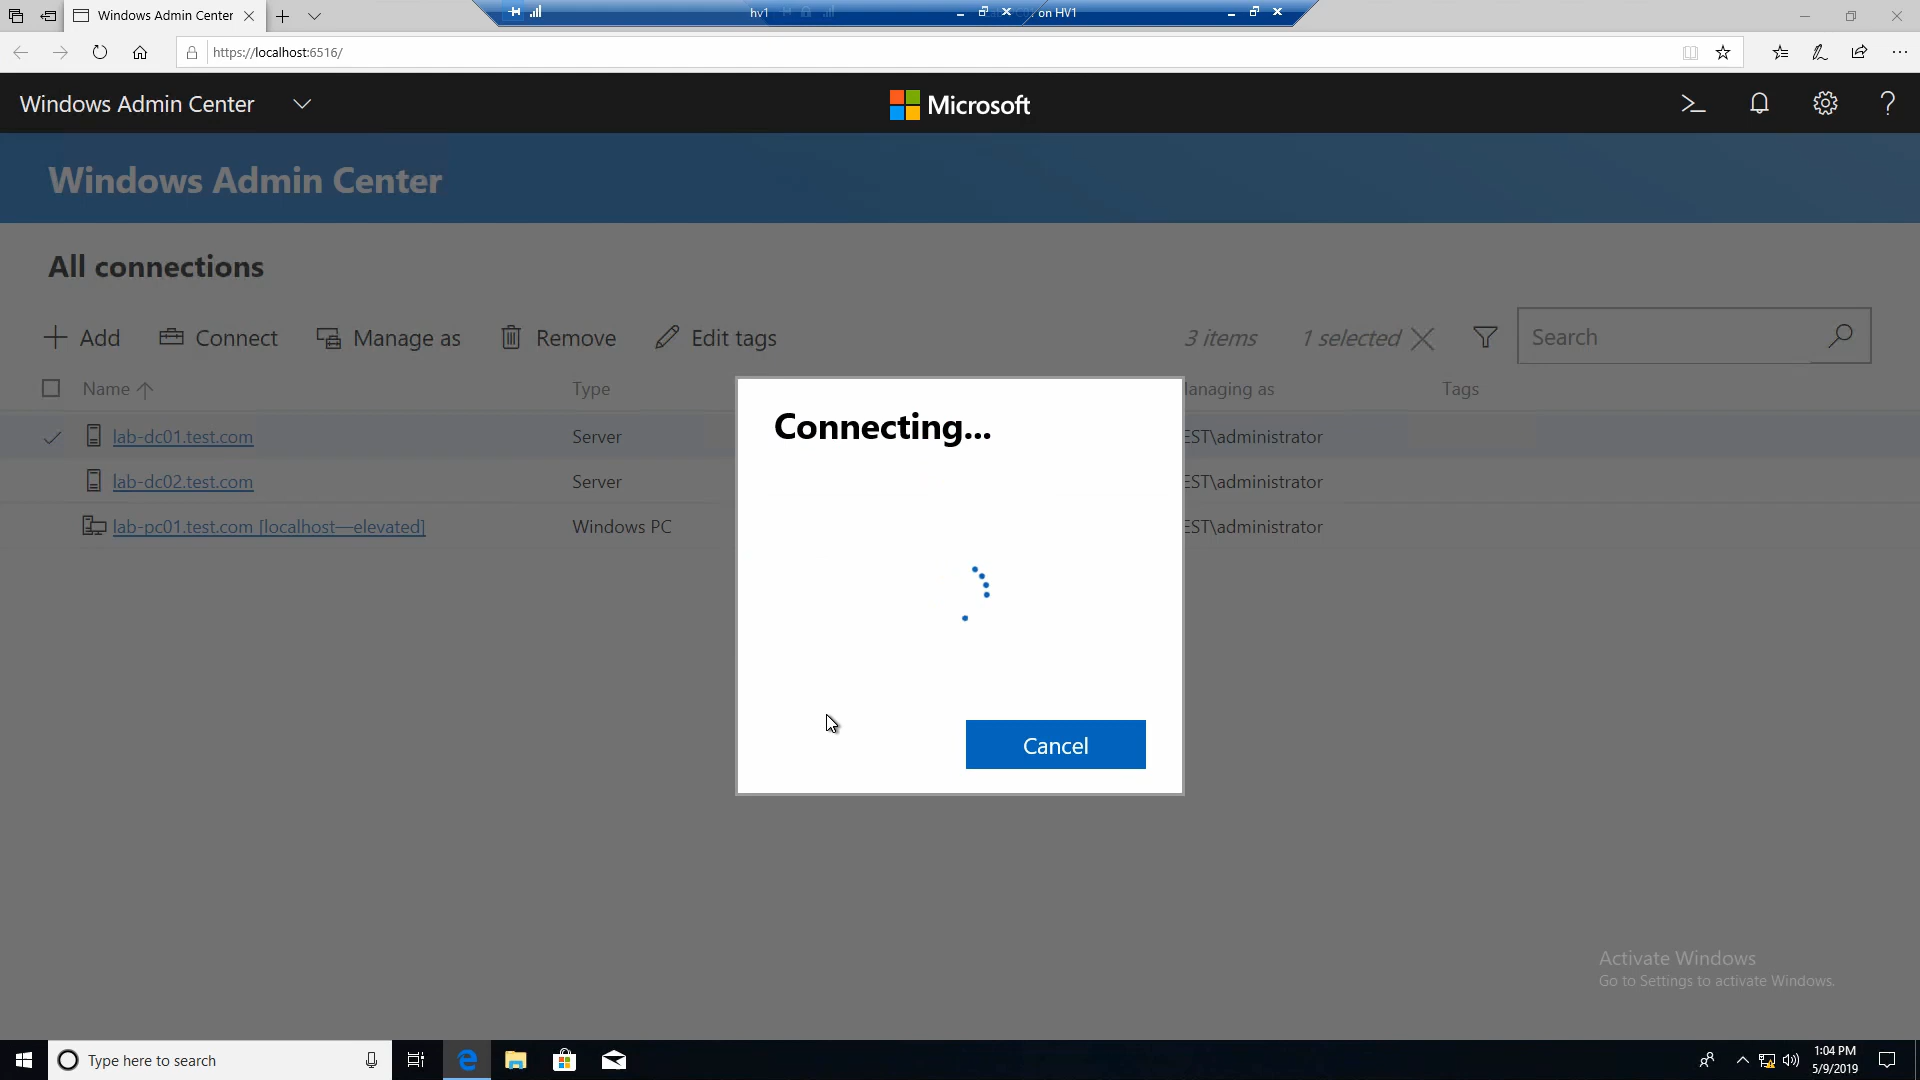 Windows Admin Center
hv1
on HV1
https://localhost:6516/
Windows Admin Center
Microsoft
Windows Admin Center
All connections
Add
Connect
Manage as
Remove
Edit tags
3 items
1 selected
Search
Name
Type
anaging as
Tags
lab-dc01.test.com
Server
EST\administrator
lab-dc02.test.com
Server
EST\administrator
lab-pc01.test.com [localhost—elevated]
Windows PC
EST\administrator
Connecting...
Cancel
Activate Windows
Go to Settings to activate Windows.
Type here to search
1:04 PM
5/9/2019